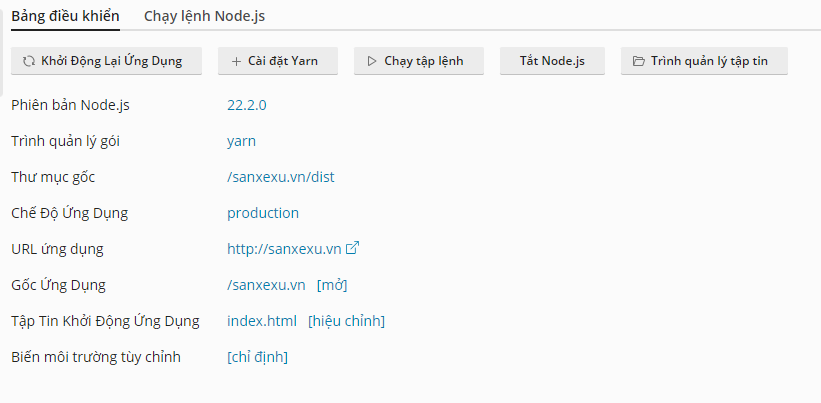 Bảng điều khiển Chạy lệnh Node.js
Khởi Động Lại Ứng Dụng + Cài đặt Yarn Chạy tập lệnh Tắt Node.js Trình quản lý tập tin
Phiên bản Node.js 22.2.0
Trình quản lý gói yarn
Thư mục gốc /sanxexu.vn/dist
Chế Độ Ứng Dụng production
URL ứng dụng http://sanxexu.vn
Gốc Ứng Dụng /sanxexu.vn [mở]
Tập Tin Khởi Động Ứng Dụng index.html [hiệu chỉnh]
Biến môi trường tùy chỉnh [chỉ định]